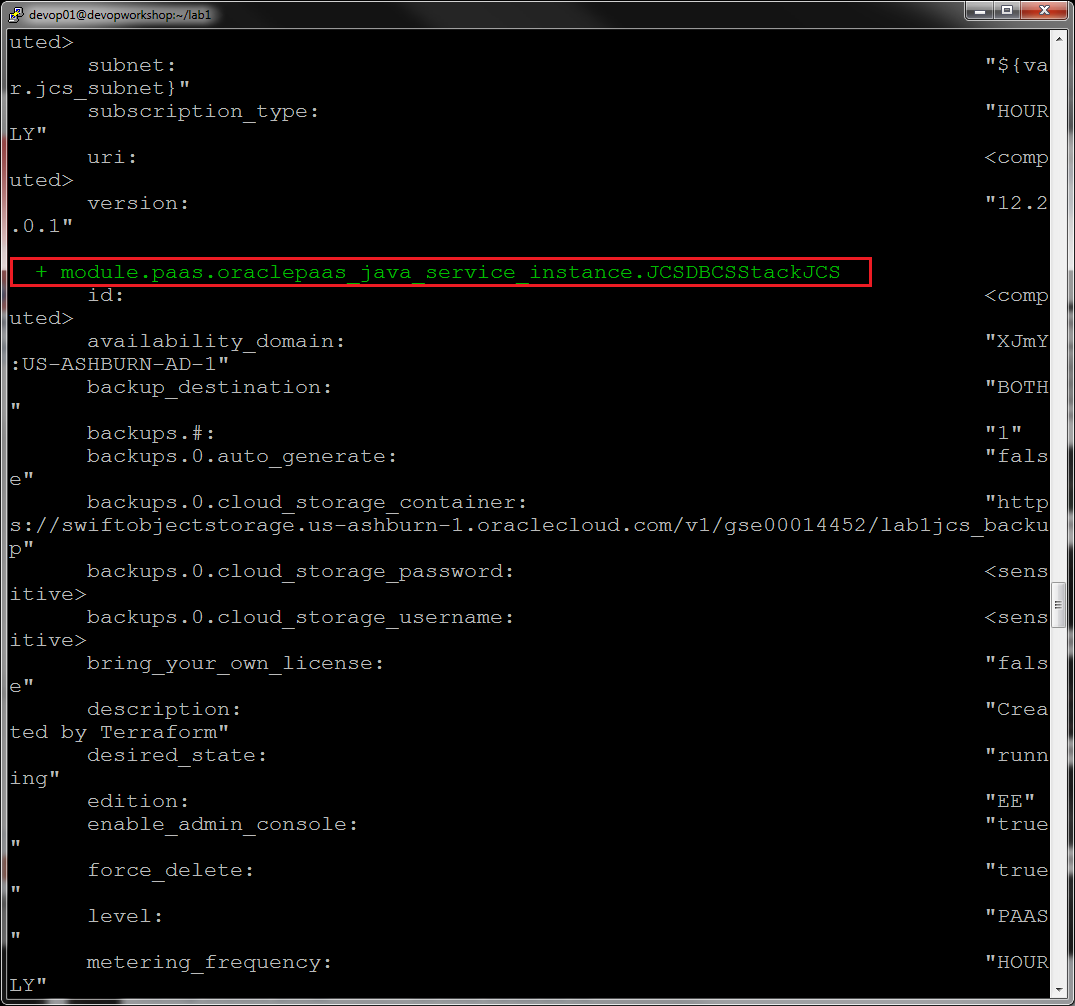 devop01@devopworkshop:~/lab1
uted>
subnet: "${va
r.jcs_subnet}"
subscription_type: "HOUR
LY"
uri: <comp
uted>
version: "12.2
.0.1"
+ module.paas.oraclepaas_java_service_instance.JCSDBCSStackJCS
id: <comp
uted>
availability_domain: "XJmY
:US-ASHBURN-AD-1"
backup_destination: "BOTH
"
backups.#: "1"
backups.0.auto_generate: "fals
e"
backups.0.cloud_storage_container: "http
s://swiftobjectstorage.us-ashburn-1.oraclecloud.com/v1/gse00014452/lab1jcs_backu
p"
backups.0.cloud_storage_password: <sens
itive>
backups.0.cloud_storage_username: <sens
itive>
bring_your_own_license: "fals
e"
description: "Crea
ted by Terraform"
desired_state: "runn
ing"
edition: "EE"
enable_admin_console: "true
"
force_delete: "true
"
level: "PAAS
"
metering_frequency: "HOUR
LY"